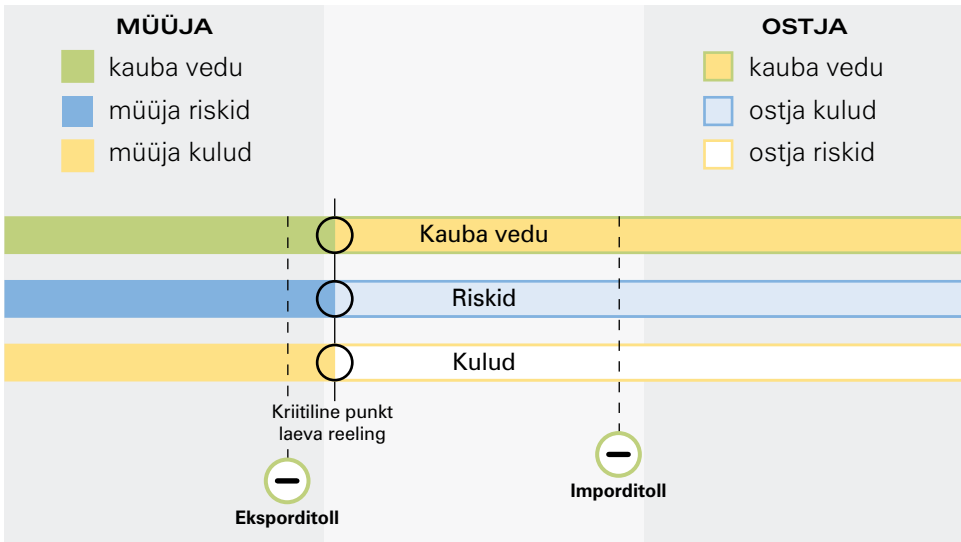 MÜÜJA
kauba vedu
müüja riskid
müüja kulud
OSTJA
kauba vedu
ostja kulud
ostja riskid
Kauba vedu
Riskid
Kulud
Kriitiline punkt
laeva reeling
Eksporditoll
Imporditoll